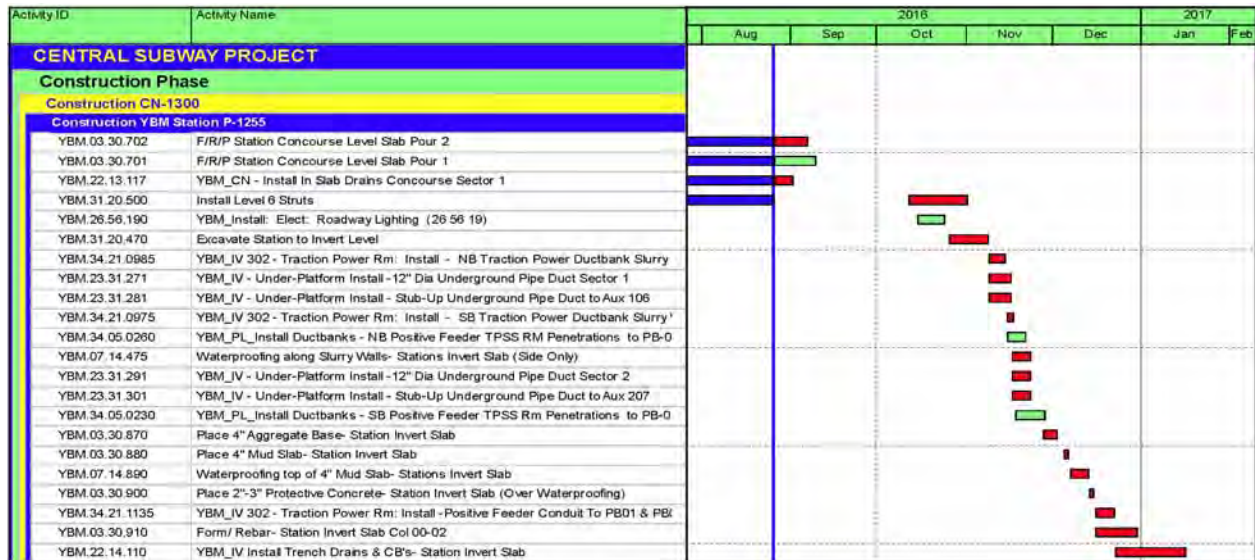 Activity ID Activity Name 2016 2017
Aug Sep Oct Nov Dec Jan Feb
CENTRAL SUBWAY PROJECT
Construction Phase
Construction CN-1300
Construction YBM Station P-1255
YBM.03.30.702 F/R/P Station Concourse Level Slab Pour 2
YBM.03.30.701 F/R/P Station Concourse Level Slab Pour 1
YBM.22.13.117 YBM_CN - Install In Slab Drains Concourse Sector 1
YBM.31.20.500 Install Level 6 Struts
YBM.26.56.190 YBM_Install: Elect: Roadway Lighting (26 56 19)
YBM.31.20.470 Excavate Station to Invert Level
YBM.34.21.0985 YBM_IV 302 - Traction Power Rm: Install - NB Traction Power Ductbank Slurry
YBM.23.31.271 YBM_IV - Under-Platform Install -12" Dia Underground Pipe Duct Sector 1
YBM.23.31.281 YBM_IV - Under-Platform Install - Stub-Up Underground Pipe Duct to Aux 106
YBM.34.21.0975 YBM_IV 302 - Traction Power Rm: Install - SB Traction Power Ductbank Slurry
YBM.34.05.0260 YBM_PL_Install Ductbanks - NB Positive Feeder TPSS RM Penetrations to PB-0
YBM.07.14.475 Waterproofing along Slurry Walls- Stations Invert Slab (Side Only)
YBM.23.31.291 YBM_IV - Under-Platform Install -12" Dia Underground Pipe Duct Sector 2
YBM.23.31.301 YBM_IV - Under-Platform Install - Stub-Up Underground Pipe Duct to Aux 207
YBM.34.05.0230 YBM_PL_Install Ductbanks - SB Positive Feeder TPSS Rm Penetrations to PB-0
YBM.03.30.870 Place 4" Aggregate Base- Station Invert Slab
YBM.03.30.880 Place 4" Mud Slab- Station Invert Slab
YBM.07.14.890 Waterproofing top of 4" Mud Slab- Stations Invert Slab
YBM.03.30.900 Place 2"-3" Protective Concrete- Station Invert Slab (Over Waterproofing)
YBM.34.21.1135 YBM_IV 302 - Traction Power Rm: Install -Positive Feeder Conduit To PB01 & PB(
YBM.03.30.910 Form/ Rebar- Station Invert Slab Col 00-02
YBM.22.14.110 YBM_IV Install Trench Drains & CB's- Station Invert Slab